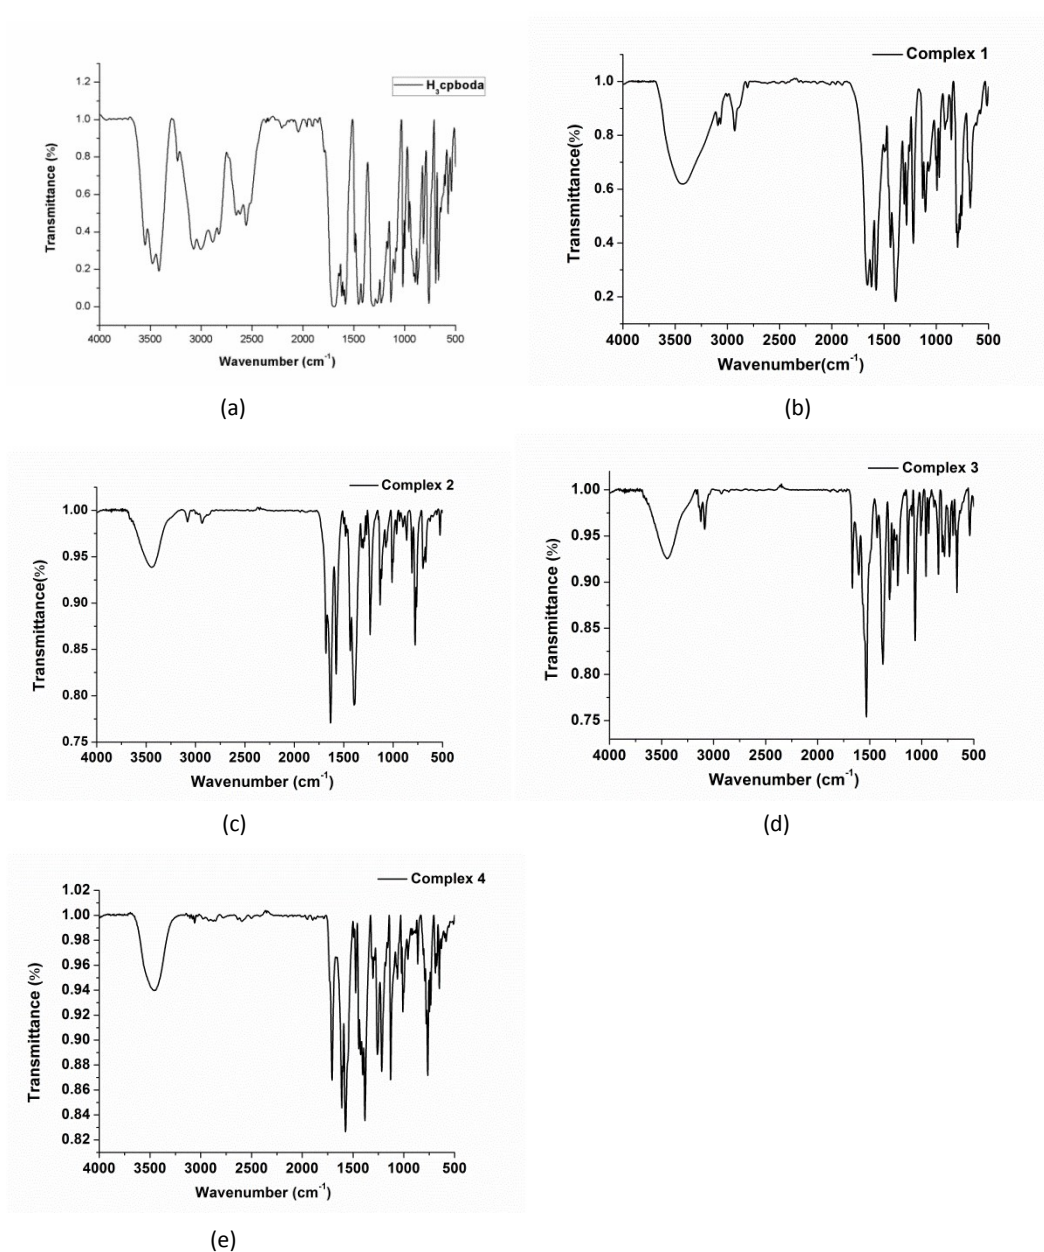 H3cpboda
1.2
1.0
0.8
0.6
0.4
0.2
0.0
Transmittance (%)
4000 3500 3000 2500 2000 1500 1000 500
Wavenumber (cm-1)
(a)
Complex 1
1.0
0.8
0.6
0.4
0.2
Transmittance(%)
4000 3500 3000 2500 2000 1500 1000 500
Wavenumber(cm-1)
(b)
Complex 2
1.00
0.95
0.90
0.85
0.80
0.75
Transmittance(%)
4000 3500 3000 2500 2000 1500 1000 500
Wavenumber (cm-1)
(c)
Complex 3
1.00
0.95
0.90
0.85
0.80
0.75
Transmittance (%)
4000 3500 3000 2500 2000 1500 1000 500
Wavenumber (cm-1)
(d)
Complex 4
1.02
1.00
0.98
0.96
0.94
0.92
0.90
0.88
0.86
0.84
0.82
Transmittance (%)
4000 3500 3000 2500 2000 1500 1000 500
Wavenumber (cm-1)
(e)